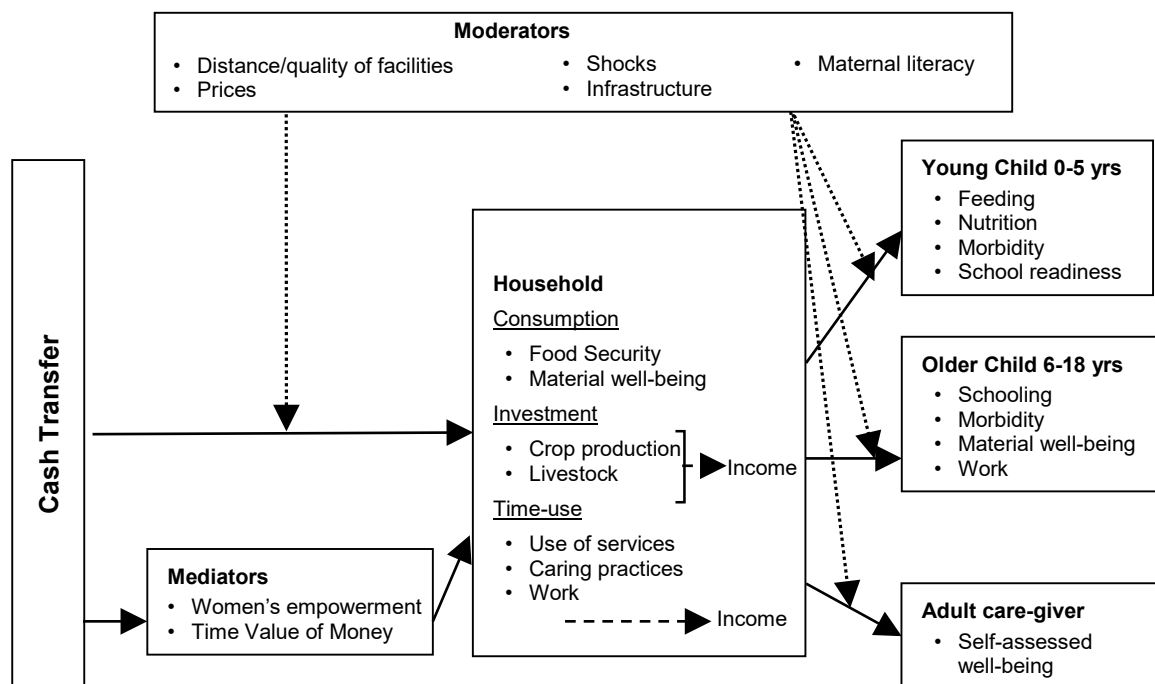 Moderators
• Distance/quality of facilities
• Prices
• Shocks
• Infrastructure
• Maternal literacy
Cash Transfer
Mediators
• Women’s empowerment
• Time Value of Money
Household
Consumption
• Food Security
• Material well-being
Investment
• Crop production
• Livestock
Income
Time-use
• Use of services
• Caring practices
• Work
Income
Young Child 0-5 yrs
• Feeding
• Nutrition
• Morbidity
• School readiness
Older Child 6-18 yrs
• Schooling
• Morbidity
• Material well-being
• Work
Adult care-giver
• Self-assessed
well-being